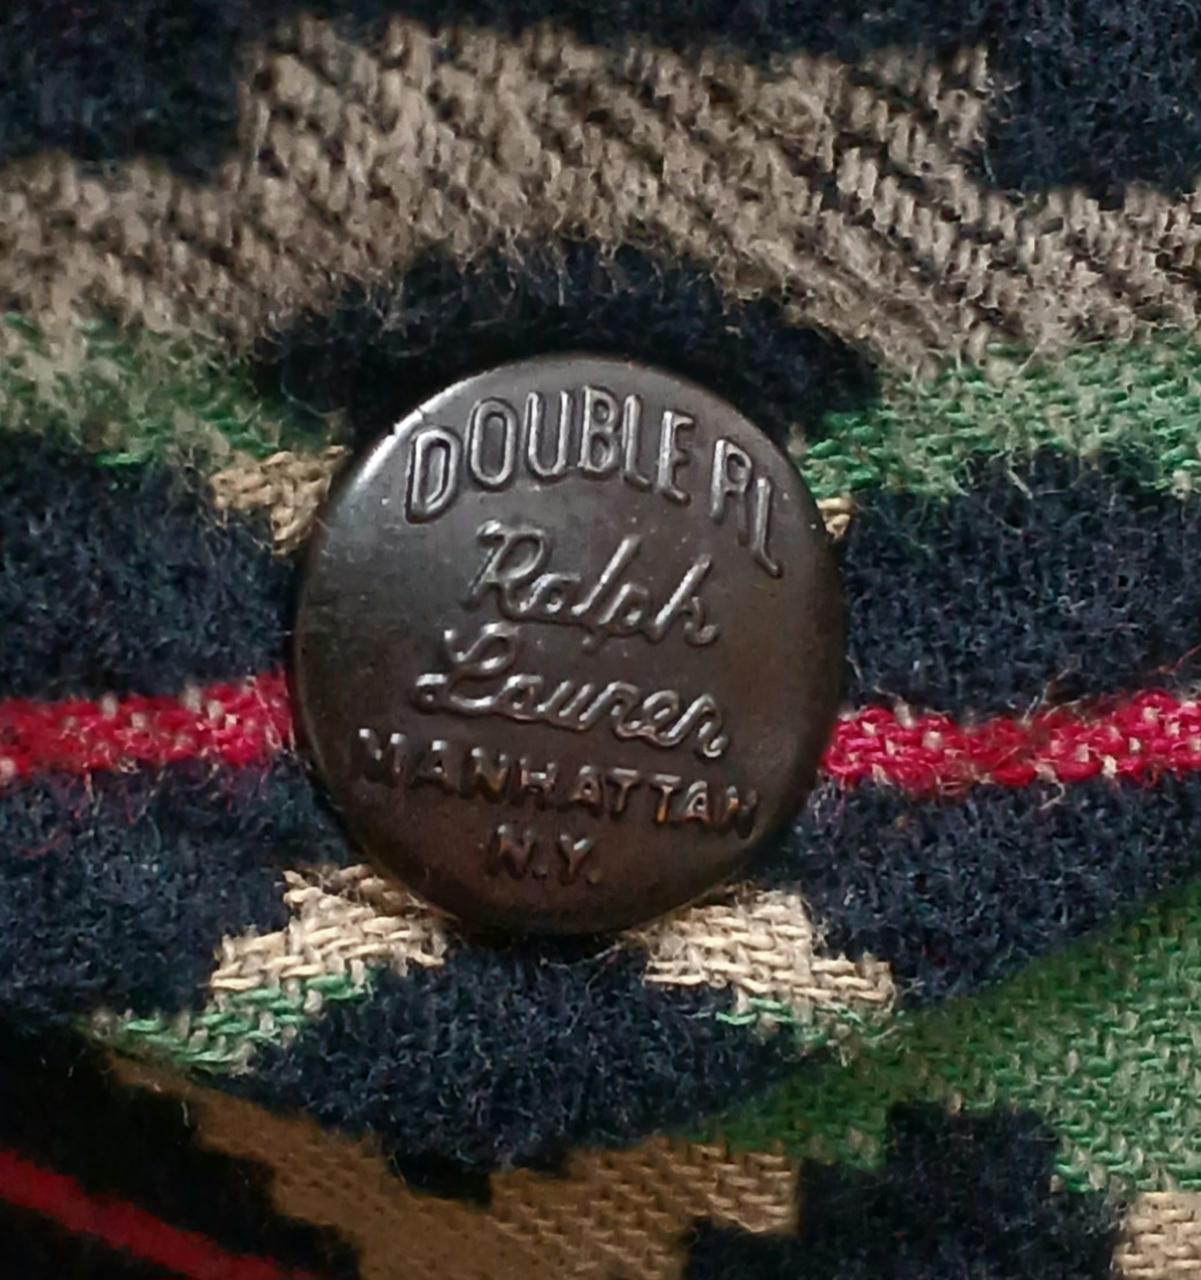 DOUBLE RL
Ralph
Lauren
MANHATTAN
N.Y.